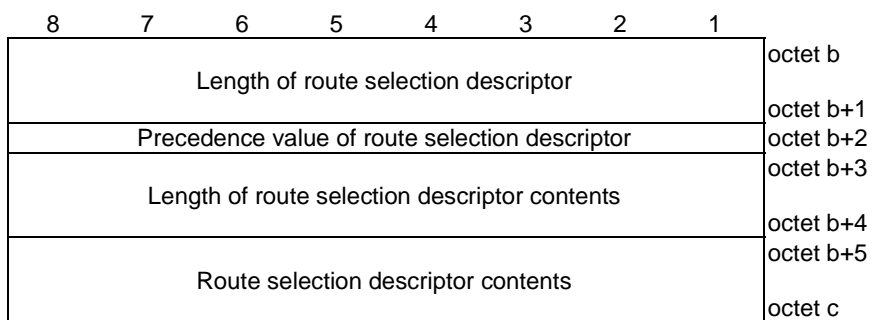 8 7 6 5 4 3 2 1
octet b
Length of route selection descriptor
octet b+1
Precedence value of route selection descriptor octet b+2
octet b+3
Length of route selection descriptor contents
octet b+4
octet b+5
Route selection descriptor contents
octet c